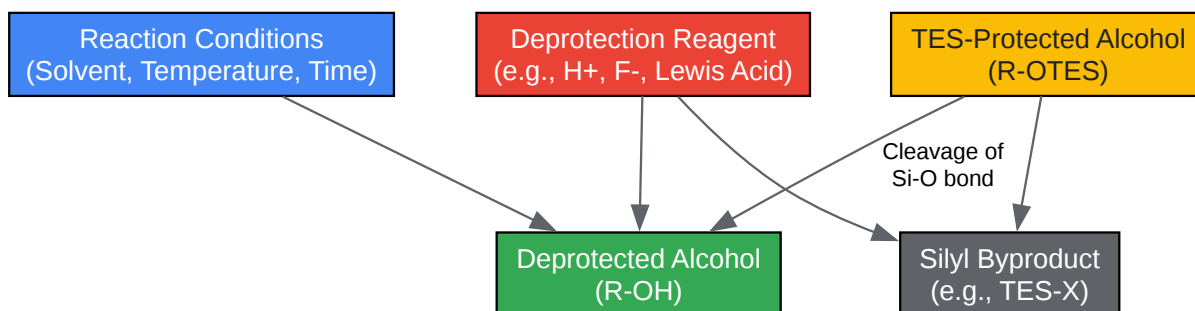 Reaction Conditions
(Solvent, Temperature, Time)
Deprotection Reagent
(e.g., H+, F-, Lewis Acid)
TES-Protected Alcohol
(R-OTES)
Cleavage of
Si-O bond
Deprotected Alcohol
(R-OH)
Silyl Byproduct
(e.g., TES-X)